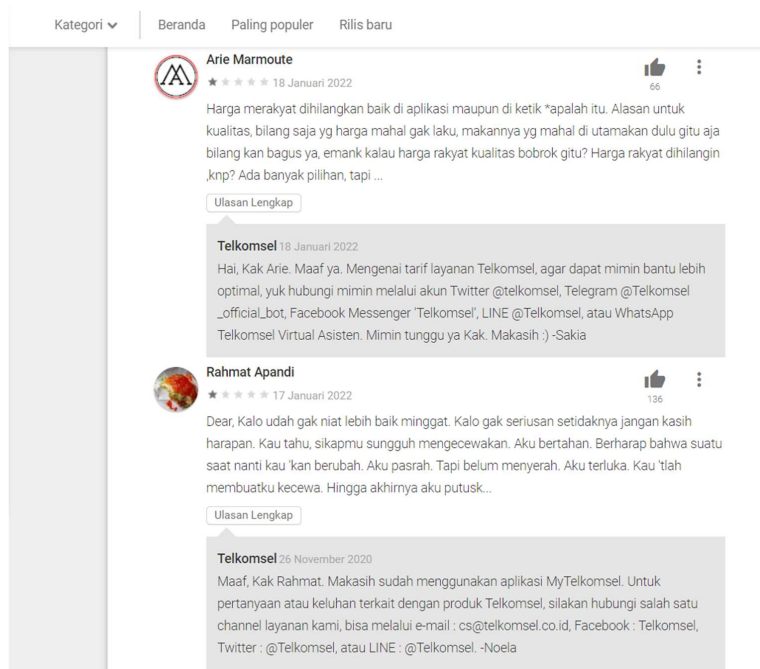 Kategori Beranda Paling populer Rilis baru
Arie Marmoute
18 Januari 2022
66
Harga merakyat dihilangkan baik di aplikasi maupun di ketik *apalah itu. Alasan untuk
kualitas, bilang saja yg harga mahal gak laku, makannya yg mahal di utamakan dulu gitu aja
bilang kan bagus ya, emank kalau harga rakyat kualitas bobrok gitu? Harga rakyat dihilangin
,knp? Ada banyak pilihan, tapi ...
Ulasan Lengkap
Telkomsel 18 Januari 2022
Hai, Kak Arie. Maaf ya. Mengenai tarif layanan Telkomsel, agar dapat mimin bantu lebih
optimal, yuk hubungi mimin melalui akun Twitter @telkomsel, Telegram @Telkomsel
_official_bot, Facebook Messenger 'Telkomsel', LINE @Telkomsel, atau WhatsApp
Telkomsel Virtual Asisten. Mimin tunggu ya Kak. Makasih :) -Sakia
Rahmat Apandi
17 Januari 2022
136
Dear, Kalo udah gak niat lebih baik minggat. Kalo gak seriusan setidaknya jangan kasih
harapan. Kau tahu, sikapmu sungguh mengecewakan. Aku bertahan. Berharap bahwa suatu
saat nanti kau 'kan berubah. Aku pasrah. Tapi belum menyerah. Aku terluka. Kau 'tlah
membuatku kecewa. Hingga akhirnya aku putusk...
Ulasan Lengkap
Telkomsel 26 November 2020
Maaf, Kak Rahmat. Makasih sudah menggunakan aplikasi MyTelkomsel. Untuk
pertanyaan atau keluhan terkait dengan produk Telkomsel, silakan hubungi salah satu
channel layanan kami, bisa melalui e-mail : cs@telkomsel.co.id, Facebook : Telkomsel,
Twitter : @Telkomsel, atau LINE : @Telkomsel. -Noela